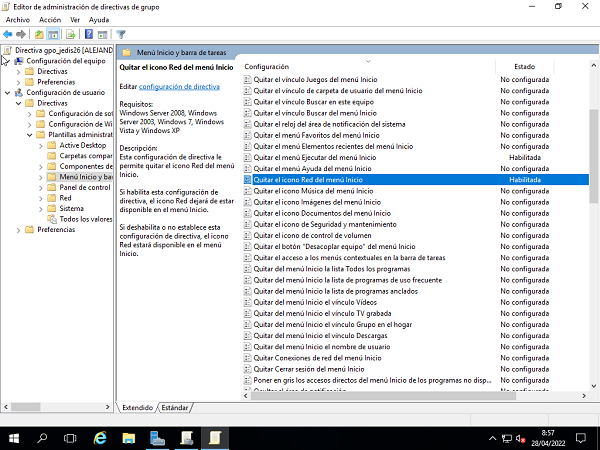 Editor de administración de directivas de grupo
Archivo Acción Ver Ayuda
Directiva gpo_jedis26 [ALEJAND
Configuración del equipo
Directivas
Preferencias
Configuración de usuario
Directivas
Configuración de sof
Configuración de Wi
Plantillas administrat
Active Desktop
Carpetas compar
Componentes de
Menú Inicio y bar
Panel de control
Red
Sistema
Todos los valores
Preferencias
Menú Inicio y barra de tareas
Quitar el icono Red del menú Inicio
Editar configuración de directiva
Requisitos:
Windows Server 2008, Windows
Server 2003, Windows 7, Windows
Vista y Windows XP
Descripción:
Esta configuración de directiva le
permite quitar el icono Red del menú
Inicio.
Si habilita esta configuración de
directiva, el icono Red dejará de estar
disponible en el menú Inicio.
Si deshabilita o no establece esta
configuración de directiva, el icono
Red estará disponible en el menú
Inicio.
Configuración Estado
Quitar el vínculo Juegos del menú Inicio No configurada
Quitar el vínculo de carpeta de usuario del menú Inicio No configurada
Quitar el vínculo Buscar en este equipo No configurada
Quitar el vínculo Buscar del menú Inicio No configurada
Quitar el reloj del área de notificación del sistema No configurada
Quitar el menú Favoritos del menú Inicio No configurada
Quitar el menú Elementos recientes del menú Inicio No configurada
Quitar el menú Ejecutar del menú Inicio Habilitada
Quitar el menú Ayuda del menú Inicio No configurada
Quitar el icono Red del menú Inicio Habilitada
Quitar el icono Música del menú Inicio No configurada
Quitar el icono Imágenes del menú Inicio No configurada
Quitar el icono Documentos del menú Inicio No configurada
Quitar el icono de Seguridad y mantenimiento No configurada
Quitar el icono de control de volumen No configurada
Quitar el botón "Desacoplar equipo" del menú Inicio No configurada
Quitar el acceso a los menús contextuales en la barra de tareas No configurada
Quitar del menú Inicio la lista Todos los programas No configurada
Quitar del menú Inicio la lista de programas de uso frecuente No configurada
Quitar del menú Inicio la lista de programas anclados No configurada
Quitar del menú Inicio el vínculo Vídeos No configurada
Quitar del menú Inicio el vínculo TV grabada No configurada
Quitar del menú Inicio el vínculo Grupo en el hogar No configurada
Quitar del menú Inicio el vínculo Descargas No configurada
Quitar del menú Inicio el nombre de usuario No configurada
Quitar Conexiones de red del menú Inicio No configurada
Quitar Cerrar sesión del menú Inicio No configurada
Poner en gris los accesos directos del menú Inicio de los programas no disp... No configurada
Ocultar el área de notificación No configurada
Extendido Estándar
8:57
28/04/2022